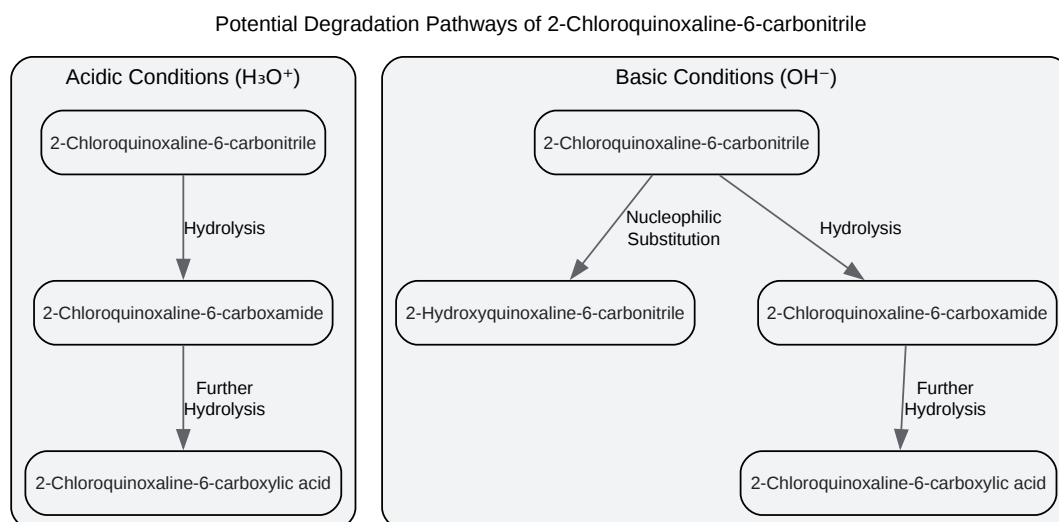 Potential Degradation Pathways of 2-Chloroquinoxaline-6-carbonitrile
Acidic Conditions (H₃O⁺)
2-Chloroquinoxaline-6-carbonitrile
Hydrolysis
2-Chloroquinoxaline-6-carboxamide
Further
Hydrolysis
2-Chloroquinoxaline-6-carboxylic acid
Basic Conditions (OH⁻)
2-Chloroquinoxaline-6-carbonitrile
Nucleophilic
Substitution
Hydrolysis
2-Hydroxyquinoxaline-6-carbonitrile
2-Chloroquinoxaline-6-carboxamide
Further
Hydrolysis
2-Chloroquinoxaline-6-carboxylic acid